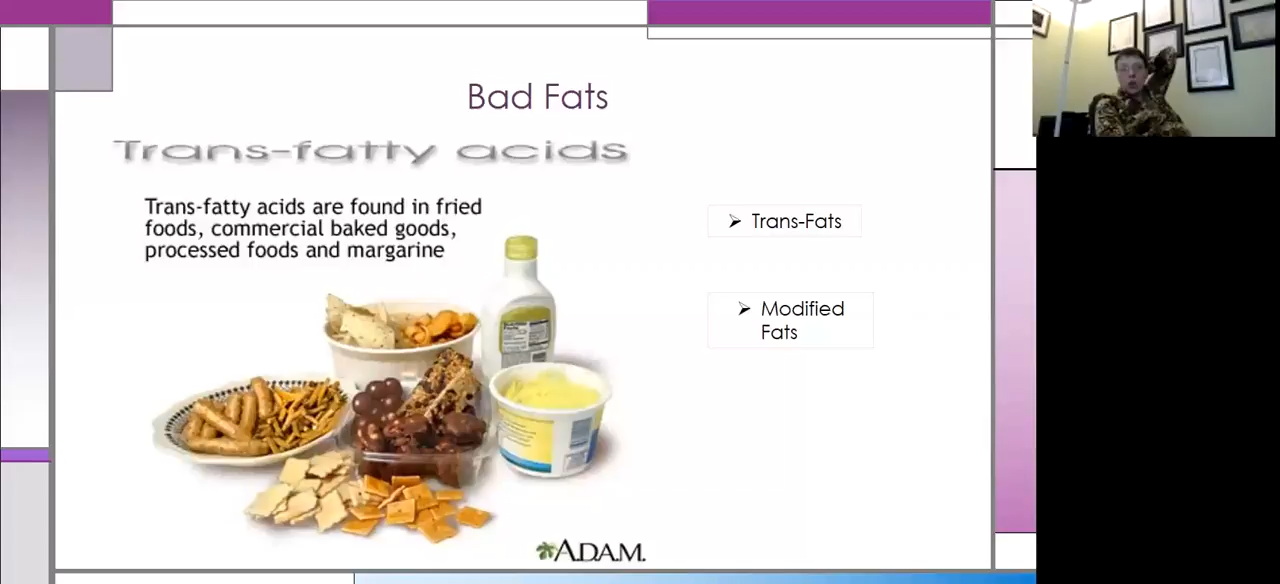 Bad Fats
Trans-fatty acids
Trans-fatty acids are found in fried
foods, commercial baked goods,
processed foods and margarine
➢ Trans-Fats
➢ Modified
Fats
A.D.A.M.